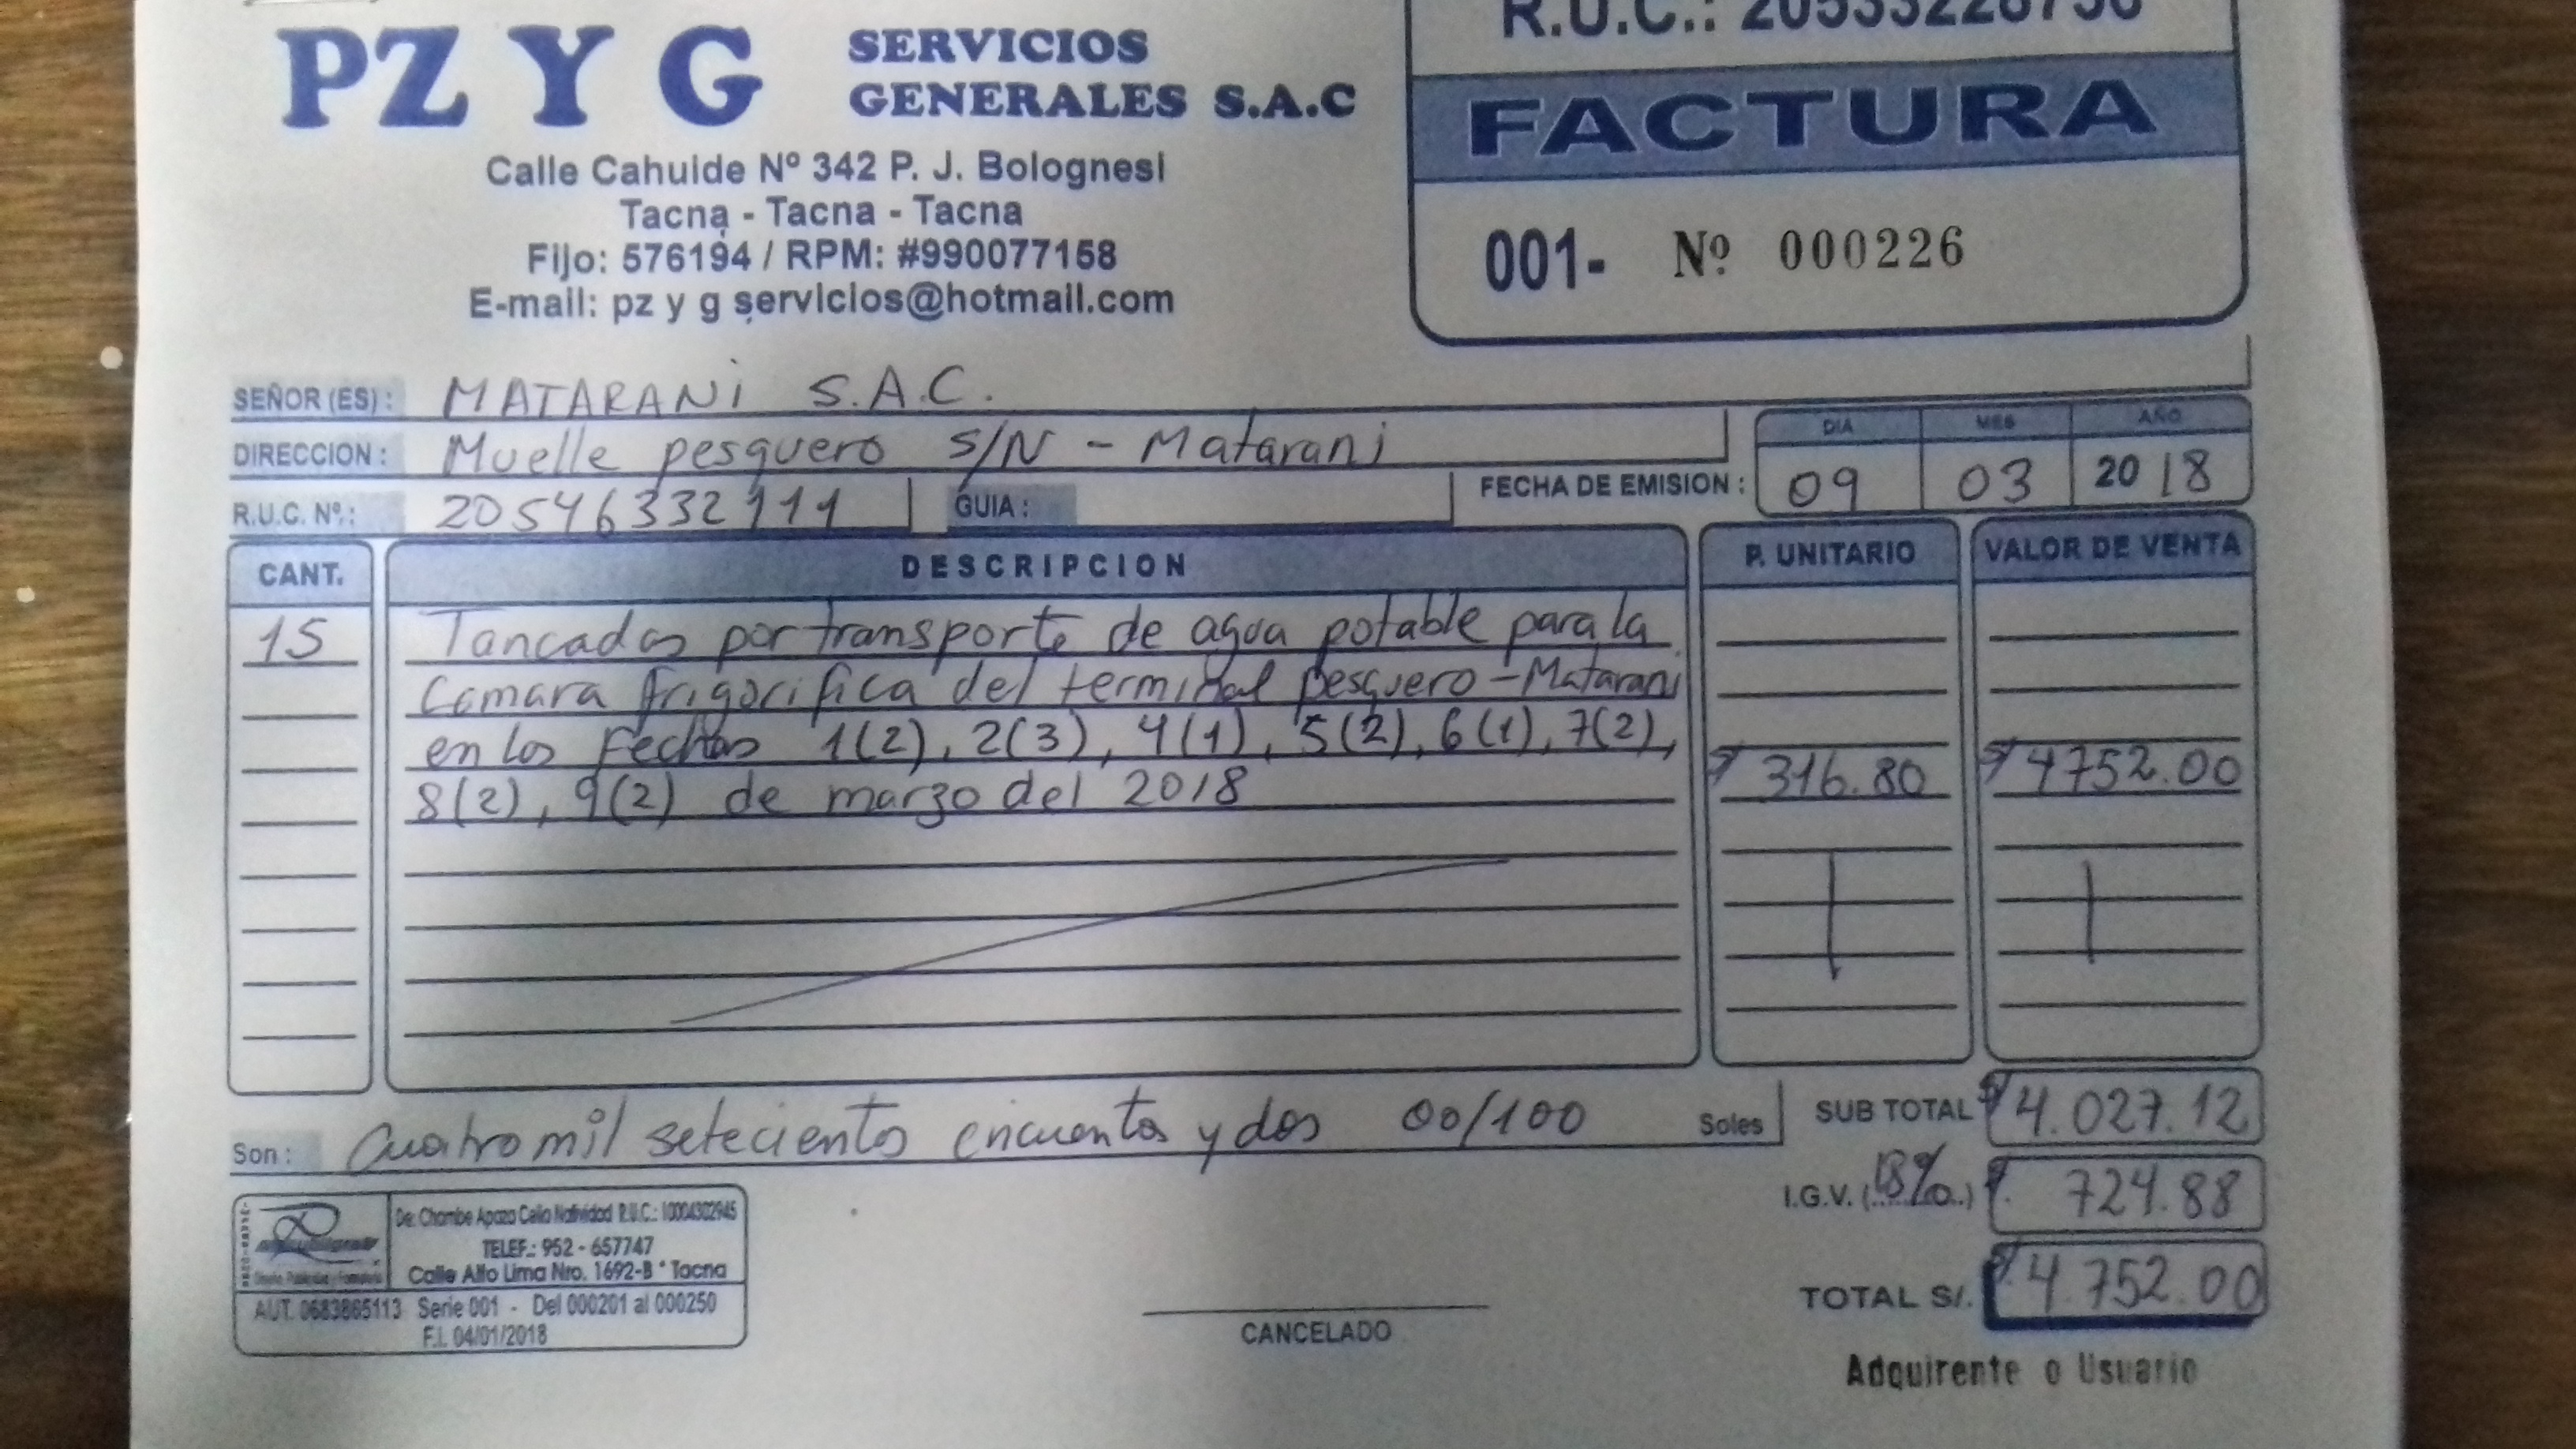 PZ Y G SERVICIOS
GENERALES S.A.C
Calle Cahuide Nº 342 P. J. Bolognesi
Tacna - Tacna - Tacna
Fijo: 576194 / RPM: #990077158
E-mail: pz y g servicios@hotmail.com
R.U.C.:
FACTURA
001- Nº 000226
SEÑOR (ES) : MATARANI S.A.C.
DIRECCION : Muelle pesquero S/N - Matarani
R.U.C. Nº.: 20546332111 GUIA :
FECHA DE EMISION : DIA 09 MES 03 AÑO 2018
CANT. DESCRIPCION P. UNITARIO VALOR DE VENTA
15 Tancadas por transporte de agua potable para la
Camara frigorifica del terminal pesquero - Matarani
en las Fechas 1(2), 2(3), 4(1), 5(2), 6(1), 7(2),
8(2), 9(2) de marzo del 2018 S/ 316.80 S/ 4752.00
Son : Cuatro mil setecientos cincuenta y dos 00/100 Soles
SUB TOTAL S/ 4.027.12
I.G.V. (18%) S/. 724.88
TOTAL S/. S/ 4.752.00
De: Chambe Apaza Celia Natividad R.U.C.: 10004302945
TELEF.: 952 - 657747
Calle Alto Lima Nro. 1692-B * Tacna
AUT. 0683865113 Serie 001 - Del 000201 al 000250
F.I. 04/01/2018
CANCELADO
Adquirente o Usuario